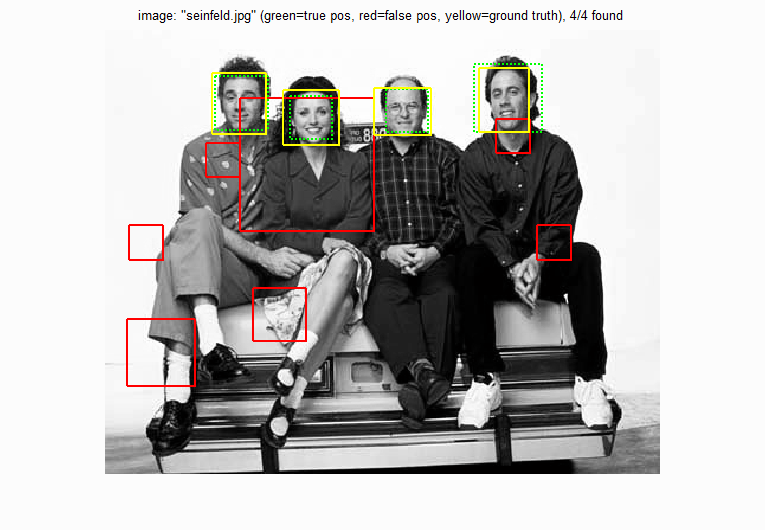 image: "seinfeld.jpg" (green=true pos, red=false pos, yellow=ground truth), 4/4 found